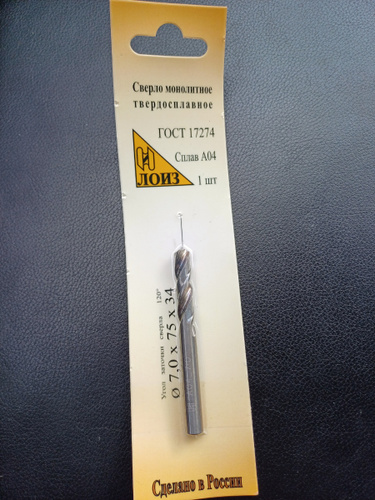 Сверло монолитное
твердосплавное
ГОСТ 17274
Сплав А04
ЛОИЗ
1 шт
Угол заточки сверла 120°
Ø 7,0 x 75 x 34
Сделано в России